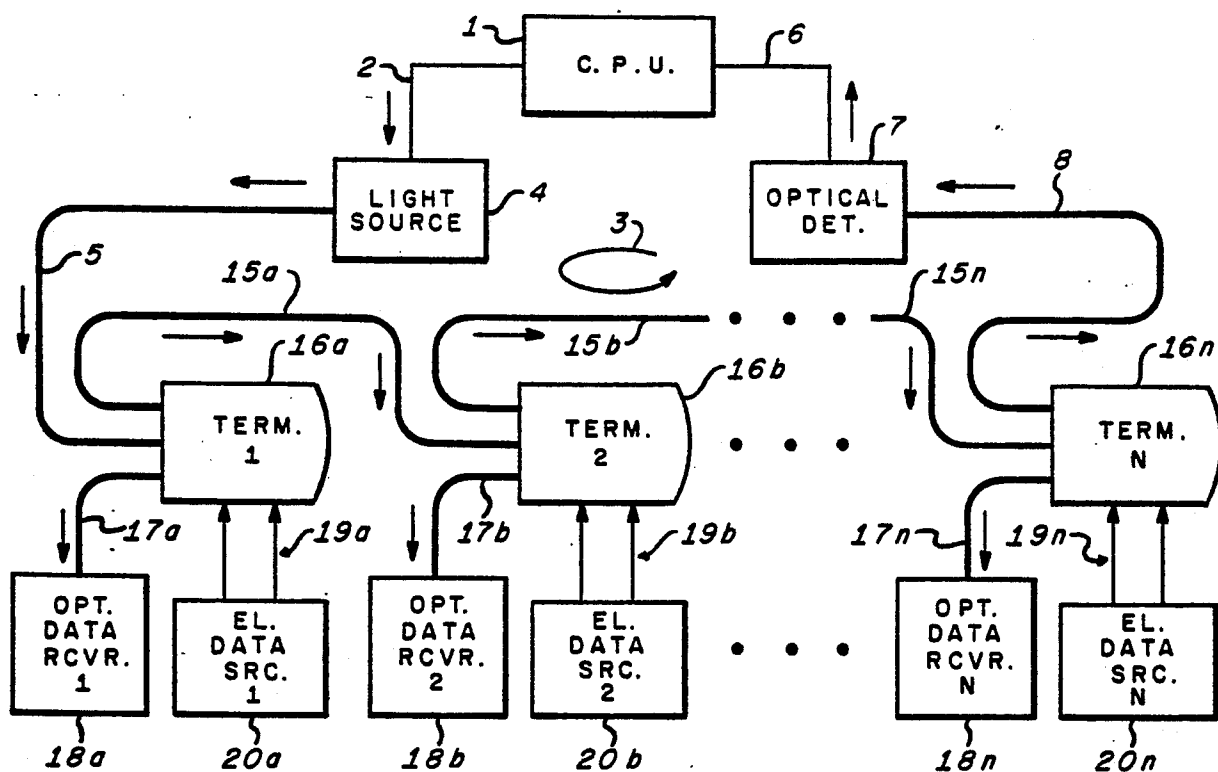 1
C. P. U.
6
2
7
LIGHT
SOURCE
4
OPTICAL
DET.
8
3
5
15a
15b
15n
16a
16b
16n
TERM.
1
TERM.
2
TERM.
N
17a
19a
17b
19b
17n
19n
OPT.
DATA
RCVR.
1
EL.
DATA
SRC.
1
OPT.
DATA
RCVR.
2
EL.
DATA
SRC.
2
OPT.
DATA
RCVR.
N
EL.
DATA
SRC.
N
18a
20a
18b
20b
18n
20n